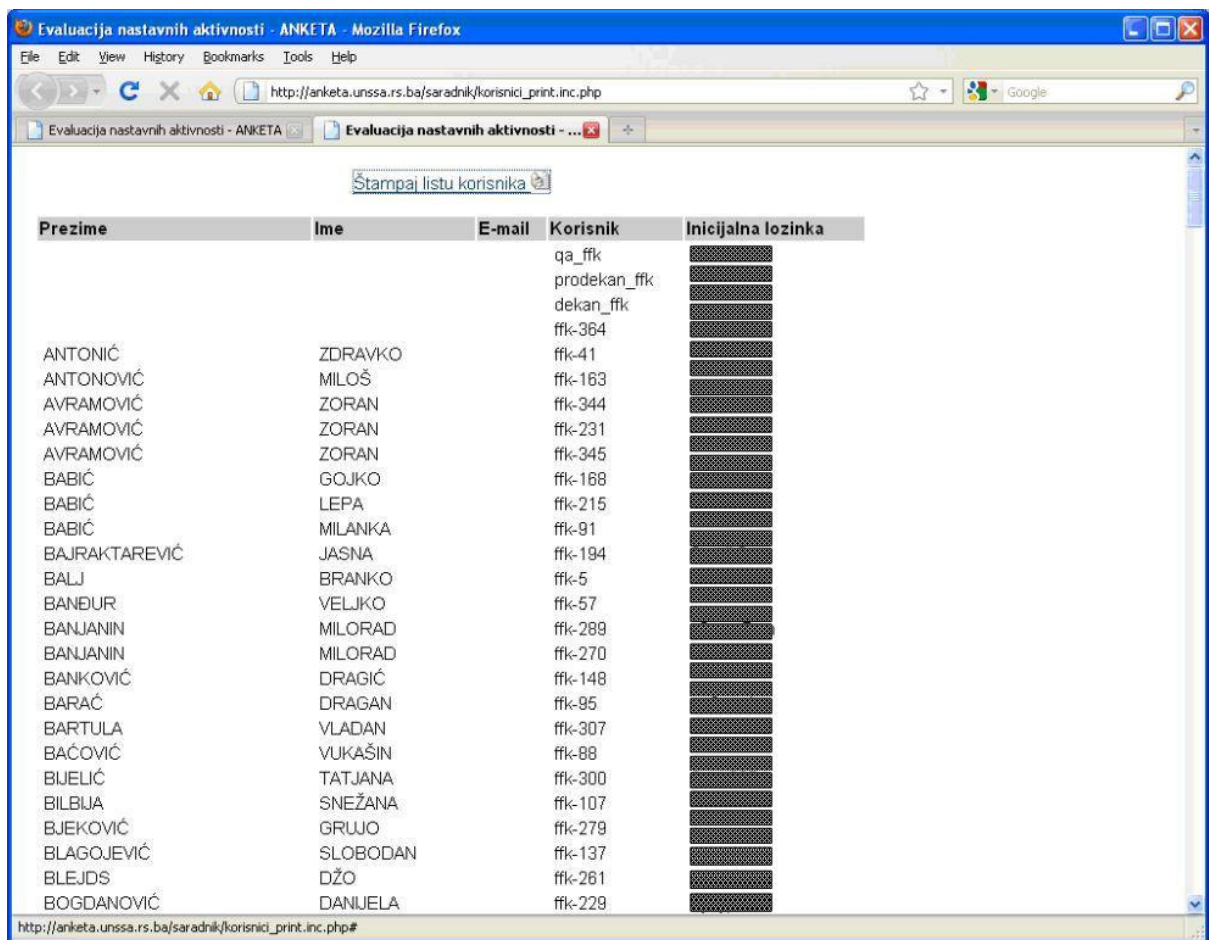 Evaluacija nastavnih aktivnosti - ANKETA - Mozilla Firefox
File Edit View History Bookmarks Tools Help
http://anketa.unssa.rs.ba/saradnik/korisnici_print.inc.php Google
Evaluacija nastavnih aktivnosti - ANKETA Evaluacija nastavnih aktivnosti - ...
Štampaj listu korisnika
Prezime Ime E-mail Korisnik Inicijalna lozinka
qa_ffk
prodekan_ffk
dekan_ffk
ffk-364
ANTONIĆ ZDRAVKO ffk-41
ANTONOVIĆ MILOŠ ffk-163
AVRAMOVIĆ ZORAN ffk-344
AVRAMOVIĆ ZORAN ffk-231
AVRAMOVIĆ ZORAN ffk-345
BABIĆ GOJKO ffk-168
BABIĆ LEPA ffk-215
BABIĆ MILANKA ffk-91
BAJRAKTAREVIĆ JASNA ffk-194
BALJ BRANKO ffk-5
BANĐUR VELJKO ffk-57
BANJANIN MILORAD ffk-289
BANJANIN MILORAD ffk-270
BANKOVIĆ DRAGIĆ ffk-148
BARAĆ DRAGAN ffk-95
BARTULA VLADAN ffk-307
BAĆOVIĆ VUKAŠIN ffk-88
BIJELIĆ TATJANA ffk-300
BILBIJA SNEŽANA ffk-107
BJEKOVIĆ GRUJO ffk-279
BLAGOJEVIĆ SLOBODAN ffk-137
BLEJDS DŽO ffk-261
BOGDANOVIĆ DANIJELA ffk-229
http://anketa.unssa.rs.ba/saradnik/korisnici_print.inc.php#